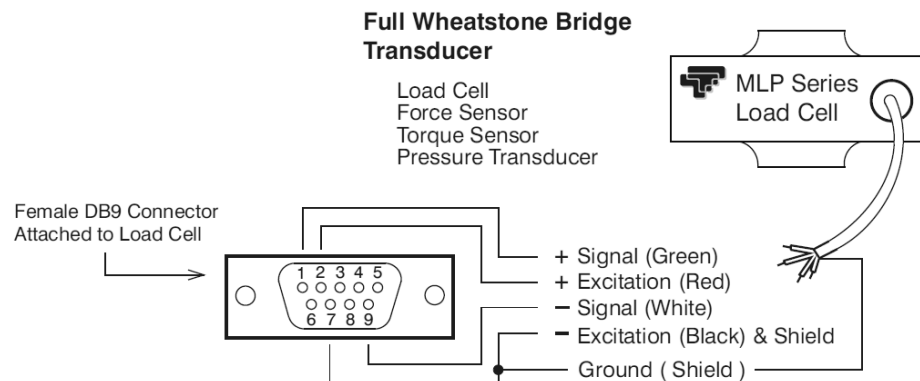 Full Wheatstone Bridge
Transducer
Load Cell
Force Sensor
Torque Sensor
Pressure Transducer
MLP Series
Load Cell
Female DB9 Connector
Attached to Load Cell
1 2 3 4 5
6 7 8 9
+ Signal (Green)
+ Excitation (Red)
− Signal (White)
− Excitation (Black) & Shield
Ground ( Shield )